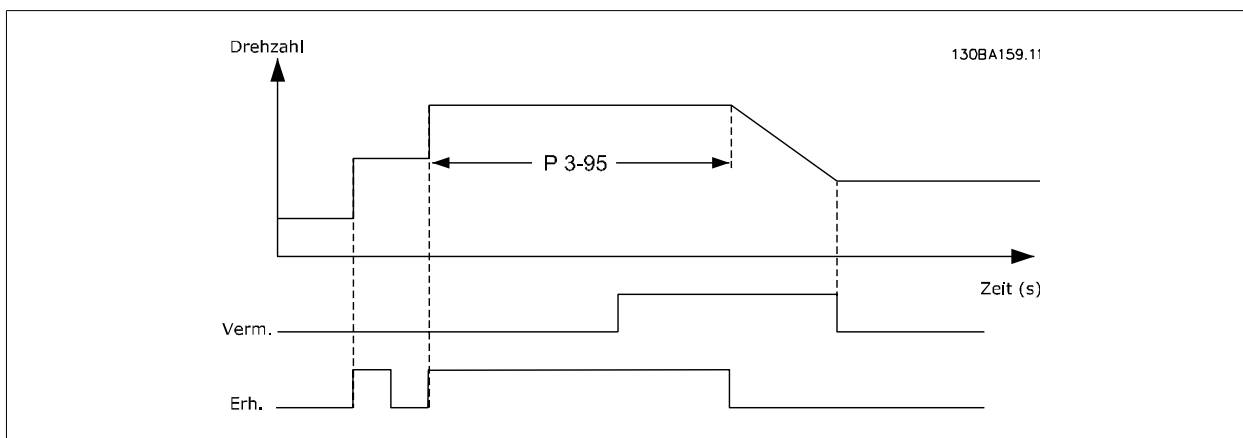 Drehzahl
130BA159.11
P 3-95
Zeit (s)
Verm.
Erh.